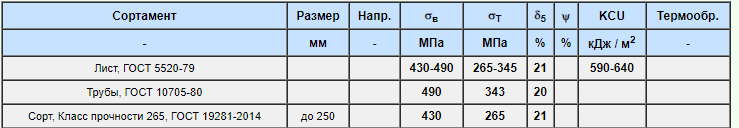 Сортамент Размер Напр. σв σТ δ5 ψ KCU Термообр.
- мм - МПа МПа % % кДж / м2 -
Лист, ГОСТ 5520-79 430-490 265-345 21 590-640
Трубы, ГОСТ 10705-80 490 343 20
Сорт, Класс прочности 265, ГОСТ 19281-2014 до 250 430 265 21